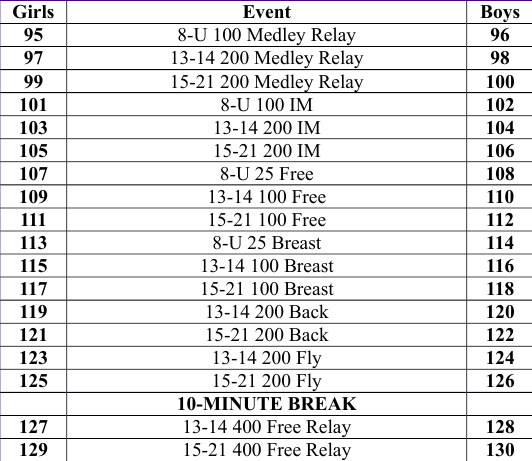 Girls Event Boys
95 8-U 100 Medley Relay 96
97 13-14 200 Medley Relay 98
99 15-21 200 Medley Relay 100
101 8-U 100 IM 102
103 13-14 200 IM 104
105 15-21 200 IM 106
107 8-U 25 Free 108
109 13-14 100 Free 110
111 15-21 100 Free 112
113 8-U 25 Breast 114
115 13-14 100 Breast 116
117 15-21 100 Breast 118
119 13-14 200 Back 120
121 15-21 200 Back 122
123 13-14 200 Fly 124
125 15-21 200 Fly 126
10-MINUTE BREAK
127 13-14 400 Free Relay 128
129 15-21 400 Free Relay 130